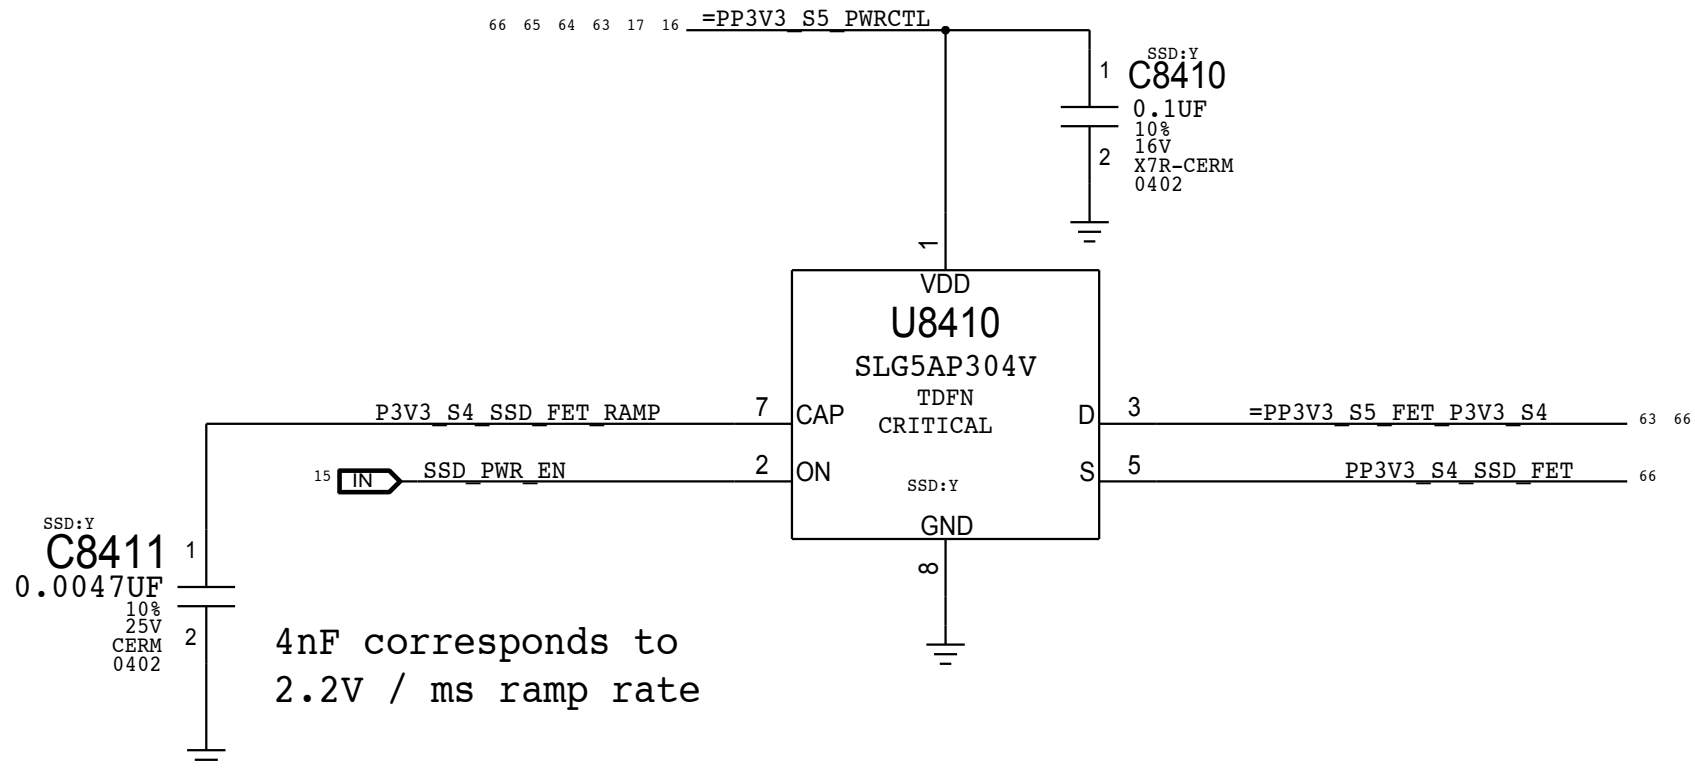 66 65 64 63 17 16 =PP3V3_S5_PWRCTL
SSD:Y
1
C8410
0.1UF
10%
16V
2
X7R-CERM
0402
1
VDD
U8410
SLG5AP304V
TDFN
CRITICAL
P3V3_S4_SSD_FET_RAMP 7 CAP
D 3 =PP3V3_S5_FET_P3V3_S4 63 66
15 IN SSD_PWR_EN 2 ON
S 5 PP3V3_S4_SSD_FET 66
SSD:Y
GND
8
SSD:Y
C8411 1
0.0047UF
10%
25V
CERM 2
0402
4nF corresponds to
2.2V / ms ramp rate